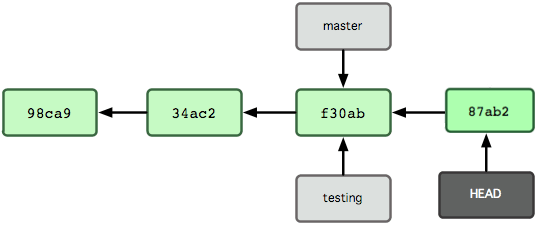 master
98ca9
34ac2
f30ab
87ab2
testing
HEAD